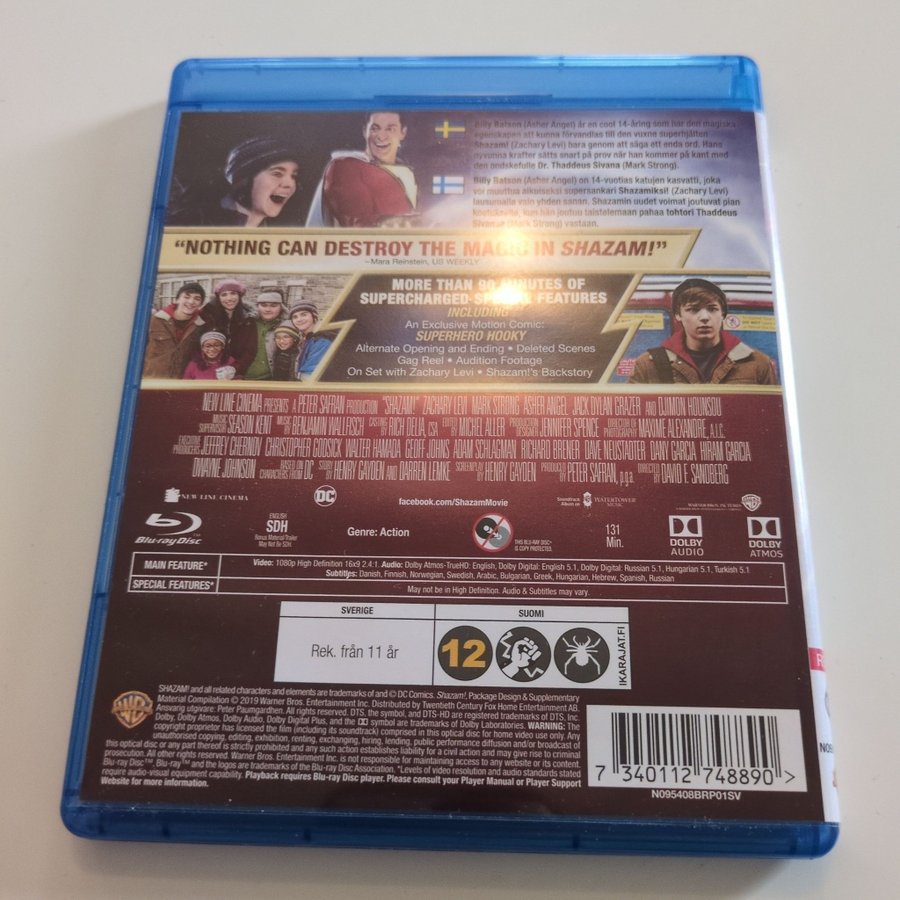 Billy Batson (Asher Angel) är en cool 14-åring som har den magiska
egenskapen att kunna förvandlas till den vuxne superhjälten
Shazam! (Zachary Levi) bara genom att säga ett enda ord. Hans
nyvunna krafter sätts snart på prov när han kommer på kant med
den ondskefulle Dr. Thaddeus Sivana (Mark Strong).
Billy Batson (Asher Angel) on 14-vuotias katujen kasvatti, joka
voi muuttua aikuiseksi supersankari Shazamiksi! (Zachary Levi)
lausumalla vain yhden sanan. Shazamin uudet voimat joutuvat pian
koetukselle, kun hän joutuu taistelemaan pahaa tohtori Thaddeus
Sivanaa (Mark Strong) vastaan.
"NOTHING CAN DESTROY THE MAGIC IN SHAZAM!"
–Mara Reinstein, US WEEKLY
MORE THAN 90 MINUTES OF
SUPERCHARGED SPECIAL FEATURES
INCLUDING
An Exclusive Motion Comic:
SUPERHERO HOOKY
Alternate Opening and Ending • Deleted Scenes
Gag Reel • Audition Footage
On Set with Zachary Levi • Shazam!'s Backstory
NEW LINE CINEMA PRESENTS A PETER SAFRAN PRODUCTION "SHAZAM!" ZACHARY LEVI MARK STRONG ASHER ANGEL JACK DYLAN GRAZER AND DJIMON HOUNSOU
MUSIC SUPERVISOR SEASON KENT MUSIC BY BENJAMIN WALLFISCH CASTING BY RICH DELIA, CSA EDITED BY MICHEL ALLER PRODUCTION DESIGNER JENNIFER SPENCE DIRECTOR OF PHOTOGRAPHY MAXIME ALEXANDRE, A.I.C.
EXECUTIVE PRODUCERS JEFFREY CHERNOV CHRISTOPHER GODSICK WALTER HAMADA GEOFF JOHNS ADAM SCHLAGMAN RICHARD BRENER DAVE NEUSTADTER DANY GARCIA HIRAM GARCIA
DWAYNE JOHNSON BASED ON CHARACTERS FROM DC STORY BY HENRY GAYDEN AND DARREN LEMKE SCREENPLAY BY HENRY GAYDEN PRODUCED BY PETER SAFRAN, p.g.a. DIRECTED BY DAVID F. SANDBERG
NEW LINE CINEMA DC facebook.com/ShazamMovie Soundtrack Album on WATERTOWER MUSIC WARNER BROS. PICTURES
Blu-ray Disc™
ENGLISH
SDH
Bonus Material/Trailer
May Not Be SDH.
Genre: Action
THIS BLU-RAY DISC™
IS COPY PROTECTED.
131
Min.
DOLBY
AUDIO
DOLBY
ATMOS
MAIN FEATURE*
Video: 1080p High Definition 16x9 2.4:1. Audio: Dolby Atmos-TrueHD: English, Dolby Digital: English 5.1, Dolby Digital: Russian 5.1, Hungarian 5.1, Turkish 5.1
Subtitles: Danish, Finnish, Norwegian, Swedish, Arabic, Bulgarian, Greek, Hungarian, Hebrew, Spanish, Russian
SPECIAL FEATURES*
May not be in High Definition. Audio & Subtitles may vary.
SVERIGE
Rek. från 11 år
SUOMI
12
IKARAJAT.FI
WB
SHAZAM! and all related characters and elements are trademarks of and © DC Comics. Shazam!, Package Design & Supplementary
Material Compilation © 2019 Warner Bros. Entertainment Inc. Distributed by Twentieth Century Fox Home Entertainment AB.
Ansvarig utgivare: Peter Paumgardhen. All rights reserved. DTS, the symbol, and DTS-HD are registered trademarks of DTS, Inc.
Dolby, Dolby Atmos, Dolby Audio, Dolby Digital Plus, and the symbol are trademarks of Dolby Laboratories. WARNING: The
copyright proprietor has licensed the film (including its soundtrack) comprised in this optical disc for home use only. Any
unauthorised copying, editing, exhibition, renting, exchanging, hiring, lending, public performance diffusion and/or broadcast of
this optical disc or any part thereof is strictly prohibited and any such action establishes liability for a civil action and may give rise to criminal
prosecution. All other rights reserved. Warner Bros. Entertainment Inc. is not responsible for maintaining access to any website or its content.
Blu-ray Disc™, Blu-ray™ and the logos are trademarks of the Blu-ray Disc Association. *Levels of video resolution and audio standards stated
require audio-visual equipment capability. Playback requires Blu-ray Disc player. Please consult your Player Manual or Player Support
Website for more information.
7 340112 748890 >
N095408BRP01SV